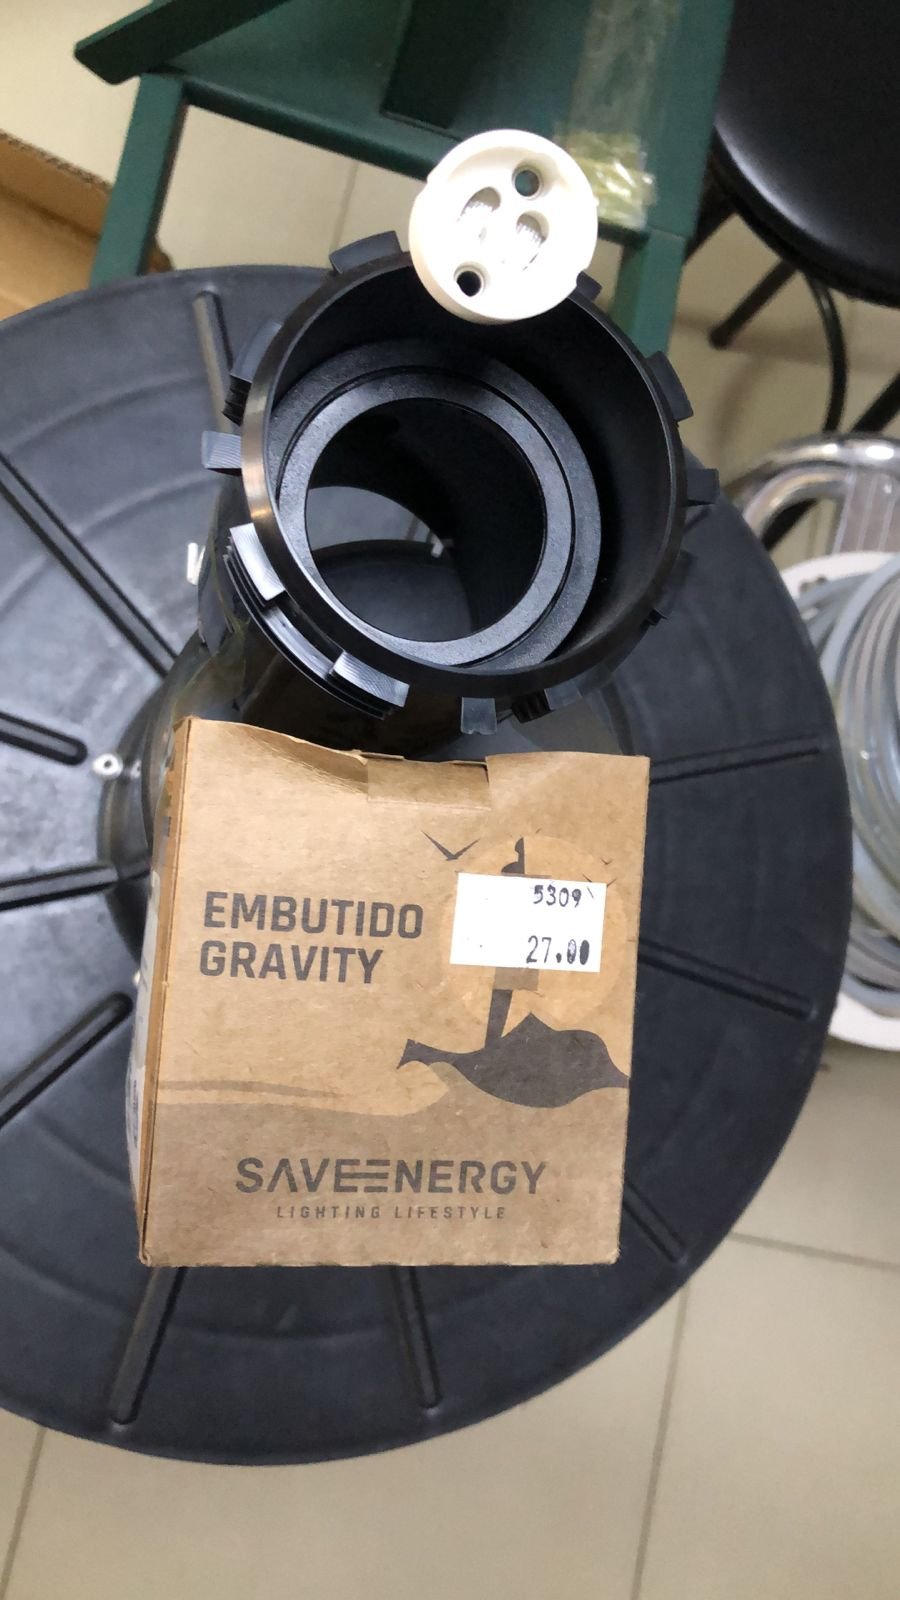 EMBUTIDO
GRAVITY
5309
27.00
SAVEENERGY
LIGHTING LIFESTYLE